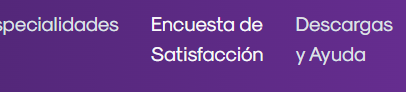 specialidades
Encuesta de
Satisfacción
Descargas
y Ayuda